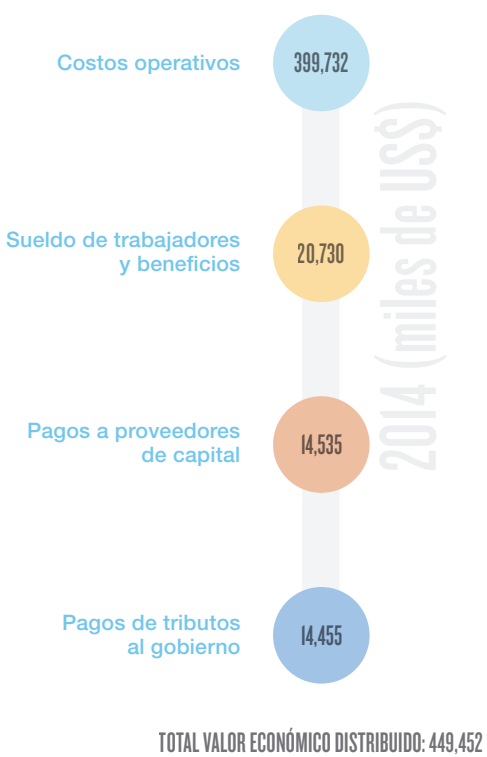 Costos operativos
399,732
2014 (miles de US$)
Sueldo de trabajadores
y beneficios
20,730
Pagos a proveedores
de capital
14,535
Pagos de tributos
al gobierno
14,455
TOTAL VALOR ECONÓMICO DISTRIBUIDO: 449,452